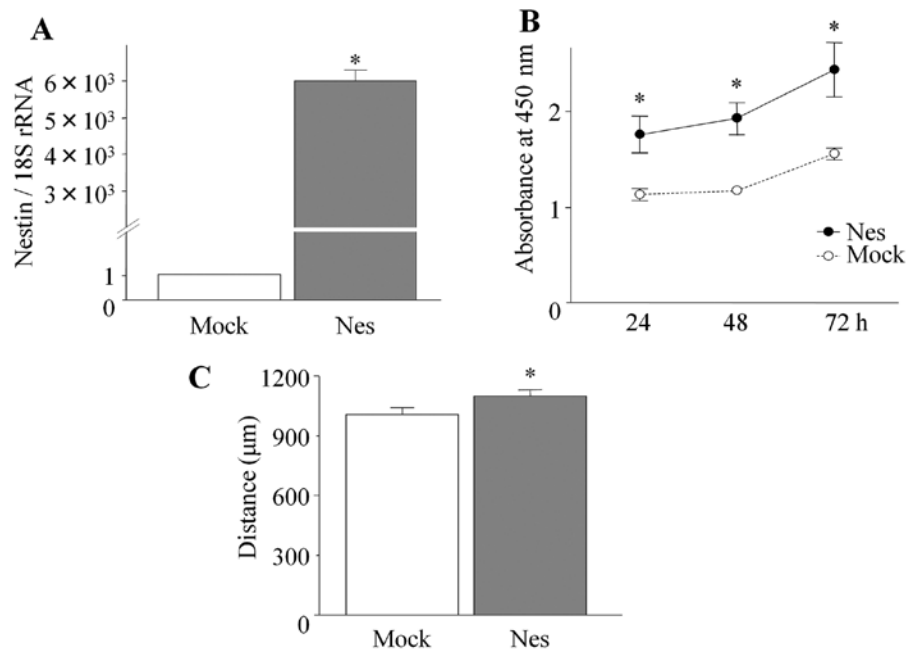 A
Nestin / 18S rRNA
6 × 10³
5 × 10³
4 × 10³
3 × 10³
1
0
*
Mock Nes
B
Absorbance at 450 nm
2
1
0
* * *
Nes
Mock
24 48 72 h
C
Distance (μm)
1200
900
600
300
0
*
Mock Nes